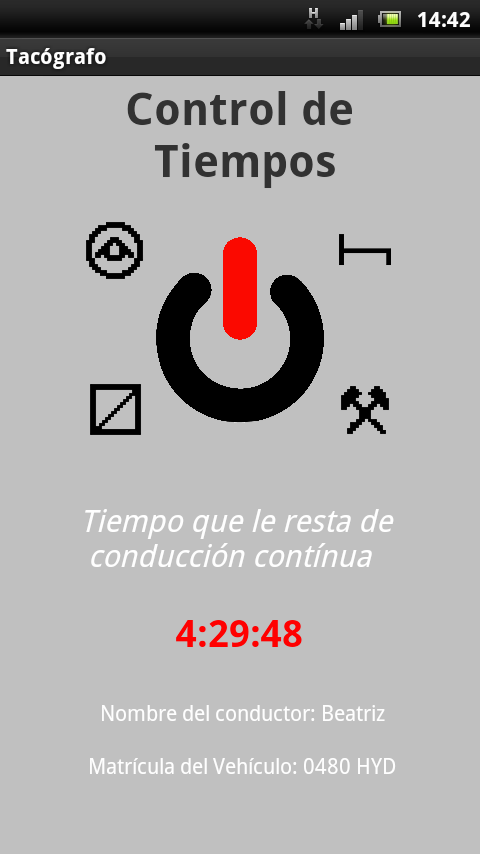 H
14:42
Tacógrafo
Control de
Tiempos
Tiempo que le resta de
conducción contínua
4:29:48
Nombre del conductor: Beatriz
Matrícula del Vehículo: 0480 HYD